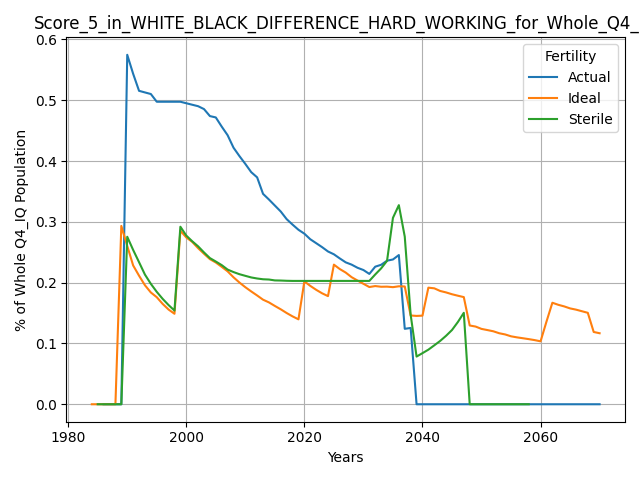 Score_5_in_WHITE_BLACK_DIFFERENCE_HARD_WORKING_for_Whole_Q4_
Fertility
Actual
Ideal
Sterile
% of Whole Q4_IQ Population
0.6
0.5
0.4
0.3
0.2
0.1
0.0
1980 2000 2020 2040 2060
Years